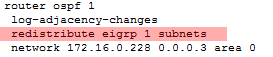 router ospf 1
log-adjacency-changes
redistribute eigrp 1 subnets
network 172.16.0.228 0.0.0.3 area 0